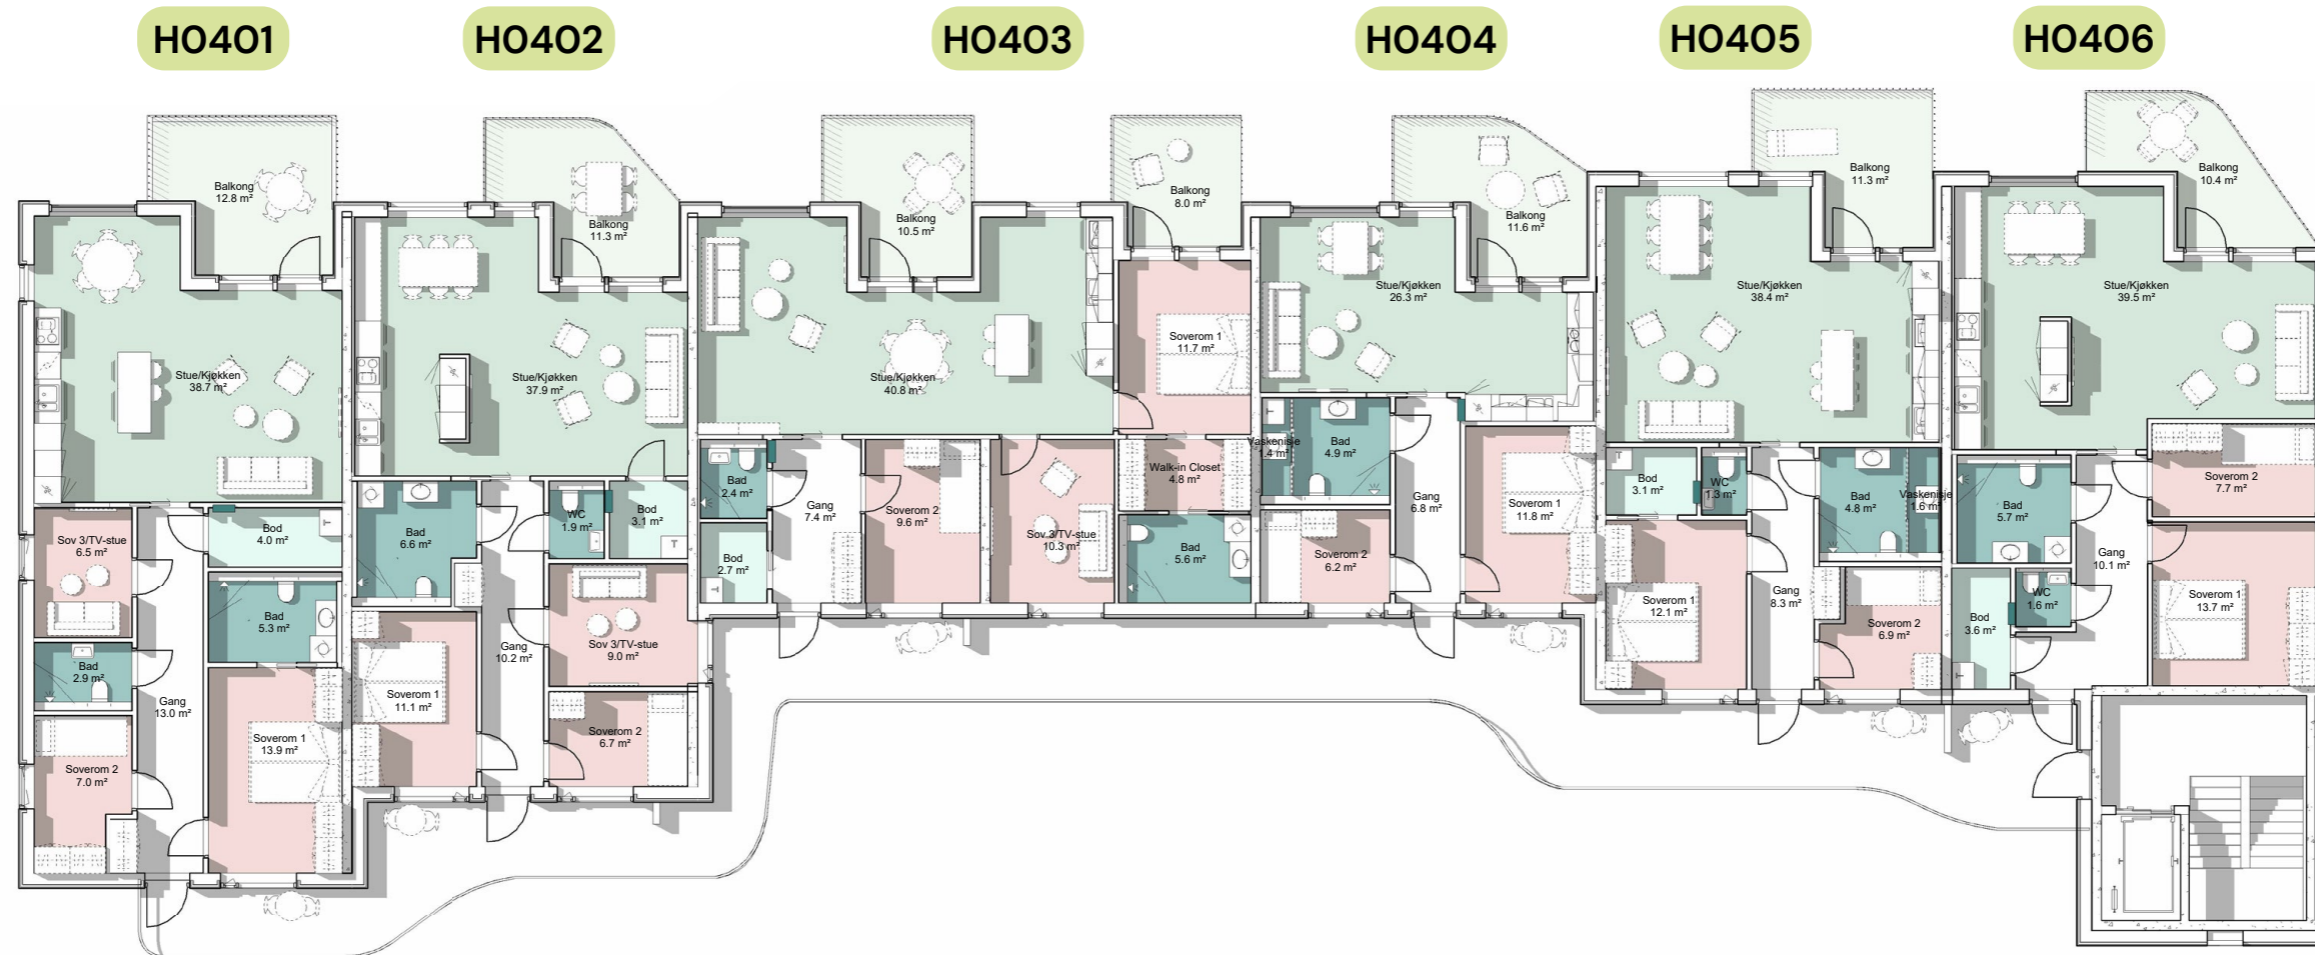 H0401
H0402
H0403
H0404
H0405
H0406
Balkong
12.8 m²
Stue/Kjøkken
38.7 m²
Sov 3/TV-stue
6.5 m²
Bod
4.0 m²
Bad
5.3 m²
Bad
2.9 m²
Gang
13.0 m²
Soverom 1
13.9 m²
Soverom 2
7.0 m²
Balkong
11.3 m²
Stue/Kjøkken
37.9 m²
Bad
6.6 m²
WC
1.9 m²
Bod
3.1 m²
Gang
10.2 m²
Sov 3/TV-stue
9.0 m²
Soverom 1
11.1 m²
Soverom 2
6.7 m²
Balkong
10.5 m²
Balkong
8.0 m²
Stue/Kjøkken
40.8 m²
Soverom 1
11.7 m²
Bad
2.4 m²
Gang
7.4 m²
Soverom 2
9.6 m²
Sov 3/TV-stue
10.3 m²
Walk-in Closet
4.8 m²
Bod
2.7 m²
Bad
5.6 m²
Balkong
11.6 m²
Stue/Kjøkken
26.3 m²
Vaskenisje
1.4 m²
Bad
4.9 m²
Gang
6.8 m²
Soverom 1
11.8 m²
Soverom 2
6.2 m²
Balkong
11.3 m²
Stue/Kjøkken
38.4 m²
Bod
3.1 m²
WC
1.3 m²
Bad
4.8 m²
Vaskenisje
1.6 m²
Soverom 1
12.1 m²
Gang
8.3 m²
Soverom 2
6.9 m²
Balkong
10.4 m²
Stue/Kjøkken
39.5 m²
Soverom 2
7.7 m²
Bad
5.7 m²
Gang
10.1 m²
WC
1.6 m²
Bod
3.6 m²
Soverom 1
13.7 m²